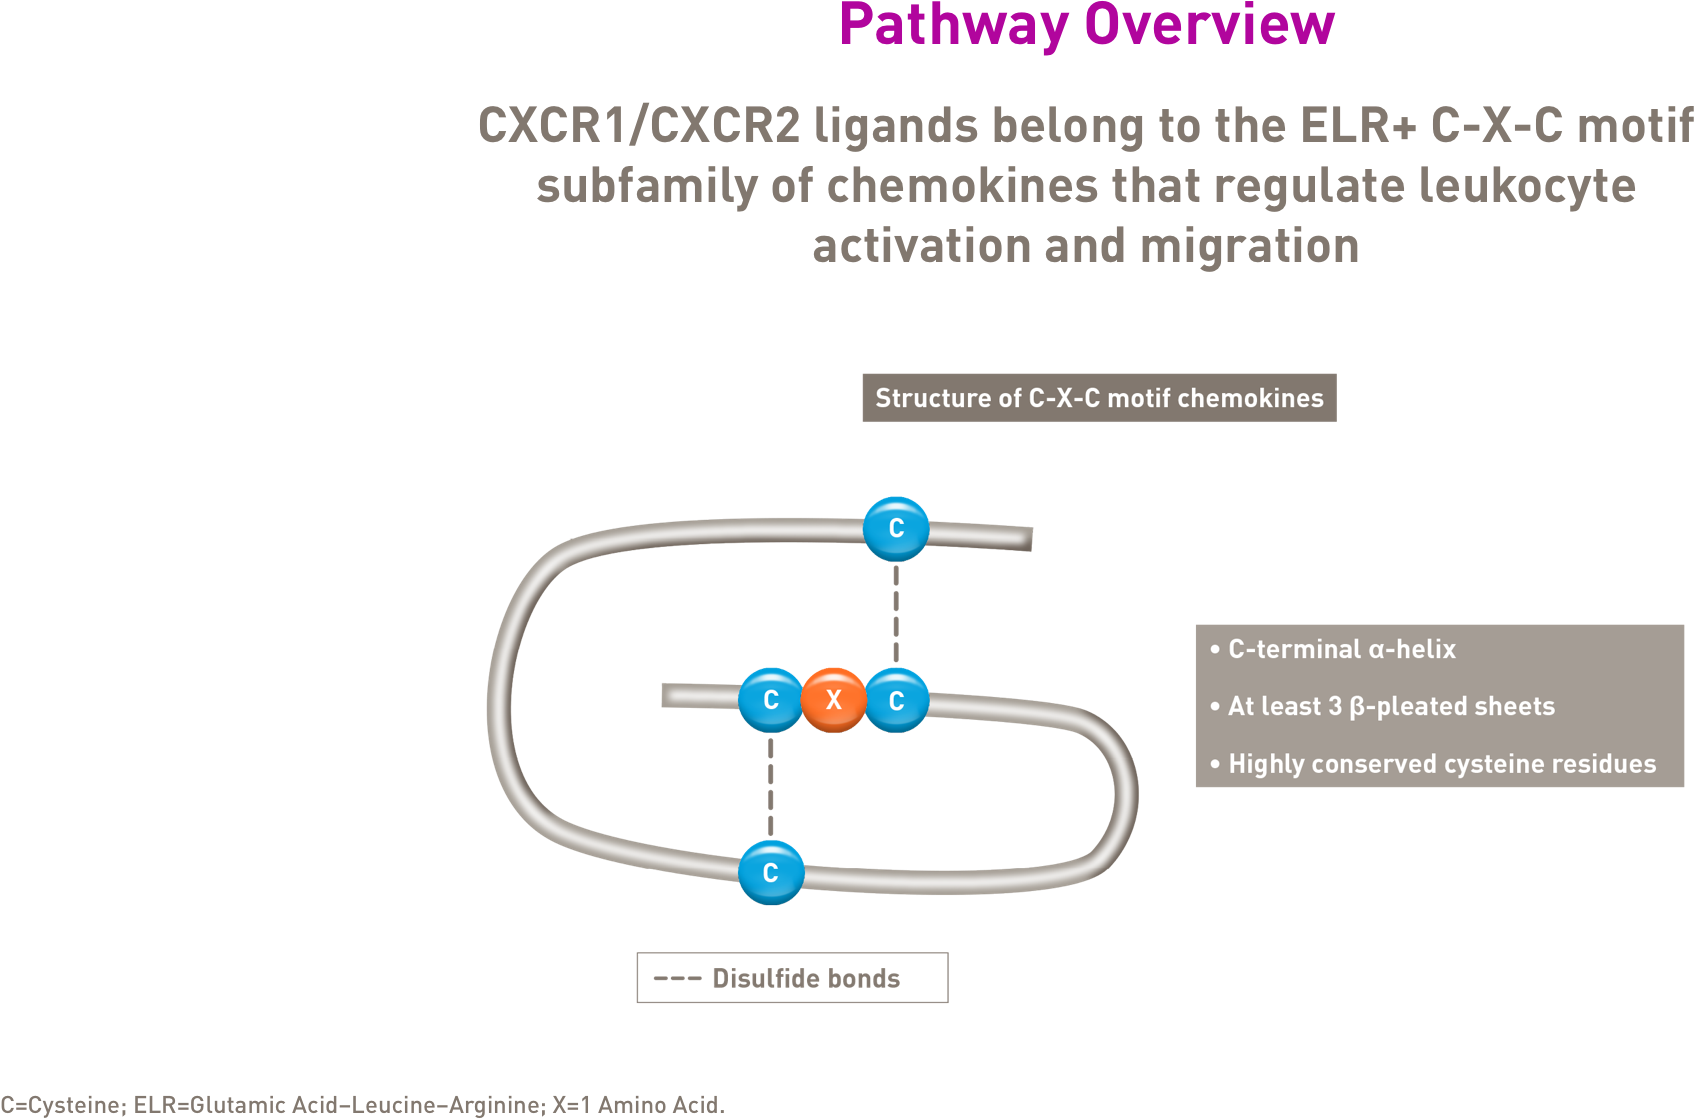 Pathway Overview
CXCR1/CXCR2 ligands belong to the ELR+ C-X-C motif
subfamily of chemokines that regulate leukocyte
activation and migration
Structure of C-X-C motif chemokines
C
C X C
C
• C-terminal α-helix
• At least 3 β-pleated sheets
• Highly conserved cysteine residues
--- Disulfide bonds
C=Cysteine; ELR=Glutamic Acid–Leucine–Arginine; X=1 Amino Acid.